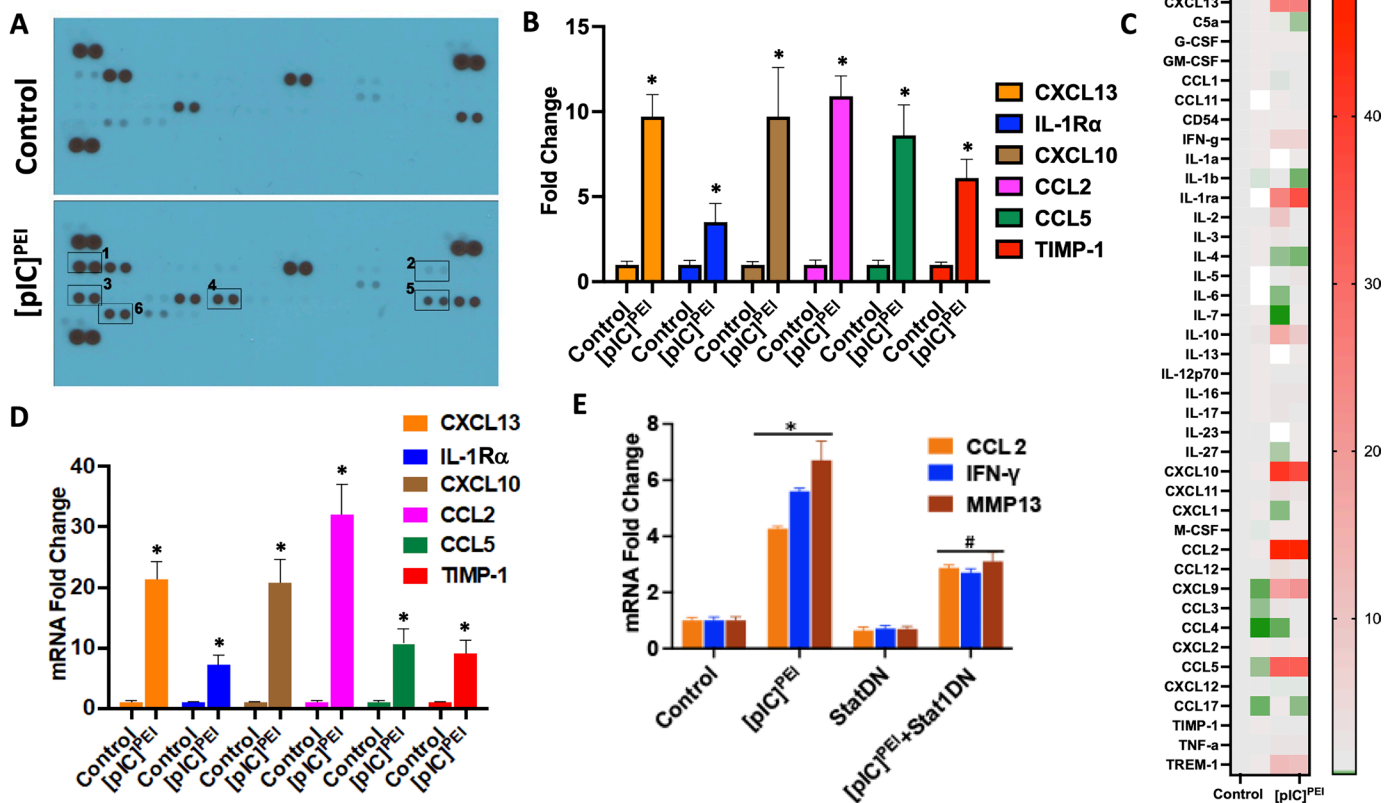 A
Control
[pIC]PEI
1
2
3
4
5
6
B
Fold Change
15
10
5
0
*
*
*
*
*
*
Control
[pIC]PEI
Control
[pIC]PEI
Control
[pIC]PEI
Control
[pIC]PEI
Control
[pIC]PEI
Control
[pIC]PEI
CXCL13
IL-1Rα
CXCL10
CCL2
CCL5
TIMP-1
C
CXCL13
C5a
G-CSF
GM-CSF
CCL1
CCL11
CD54
IFN-g
IL-1a
IL-1b
IL-1ra
IL-2
IL-3
IL-4
IL-5
IL-6
IL-7
IL-10
IL-13
IL-12p70
IL-16
IL-17
IL-23
IL-27
CXCL10
CXCL11
CXCL1
M-CSF
CCL2
CCL12
CXCL9
CCL3
CCL4
CXCL2
CCL5
CXCL12
CCL17
TIMP-1
TNF-a
TREM-1
Control
[pIC]PEI
40
30
20
10
D
mRNA Fold Change
40
30
20
10
0
*
*
*
*
*
*
Control
[pIC]PEI
Control
[pIC]PEI
Control
[pIC]PEI
Control
[pIC]PEI
Control
[pIC]PEI
Control
[pIC]PEI
CXCL13
IL-1Rα
CXCL10
CCL2
CCL5
TIMP-1
E
mRNA Fold Change
8
6
4
2
0
*
#
Control
[pIC]PEI
StatDN
[pIC]PEI+Stat1DN
CCL 2
IFN-γ
MMP13